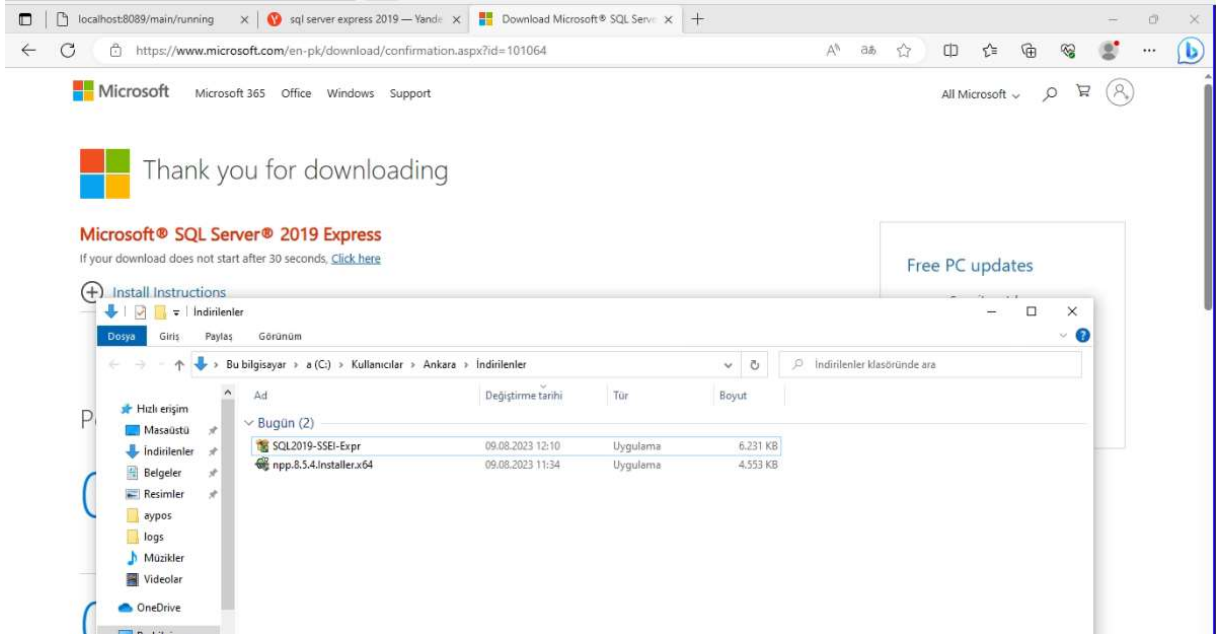 localhost:8089/main/running
sql server express 2019 — Yande
Download Microsoft® SQL Serve
https://www.microsoft.com/en-pk/download/confirmation.aspx?id=101064
Microsoft Microsoft 365 Office Windows Support All Microsoft
Thank you for downloading
Microsoft® SQL Server® 2019 Express
If your download does not start after 30 seconds, Click here
Install Instructions
Free PC updates
İndirilenler
Dosya Giriş Paylaş Görünüm
Bu bilgisayar › a (C:) › Kullanıcılar › Ankara › İndirilenler
İndirilenler klasöründe ara
Ad Değiştirme tarihi Tür Boyut
Hızlı erişim
Masaüstü
İndirilenler
Belgeler
Resimler
aypos
logs
Müzikler
Videolar
OneDrive
Bugün (2)
SQL2019-SSEI-Expr 09.08.2023 12:10 Uygulama 6.231 KB
npp.8.5.4.Installer.x64 09.08.2023 11:34 Uygulama 4.553 KB